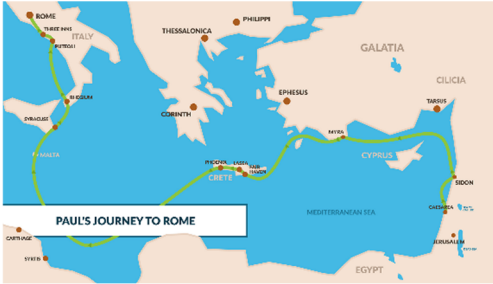 ROME
THREE INNS
PUTEOLI
ITALY
THESSALONICA
PHILIPPI
GALATIA
CILICIA
RHEGIUM
SYRACUSE
EPHESUS
TARSUS
CORINTH
MYRA
CYPRUS
PHOENIX
LASEA
FAIR
HAVEN
CRETE
SIDON
MALTA
CAESAREA
MEDITERRANEAN SEA
PAUL'S JOURNEY TO ROME
CARTHAGE
SYRTIS
JERUSALEM
EGYPT